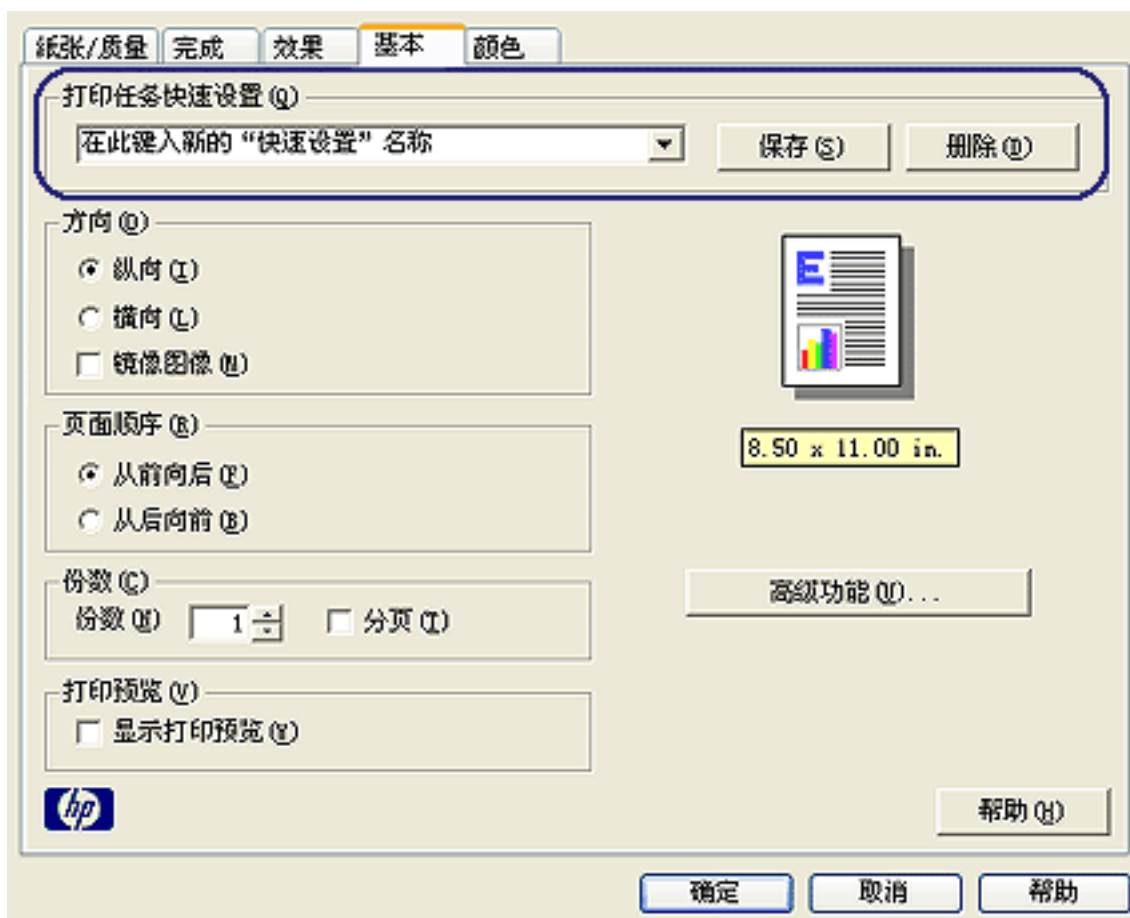 纸张/质量 完成 效果 基本 颜色
打印任务快速设置(Q)
在此键入新的“快速设置”名称 保存(S) 删除(D)
方向(O)
纵向(I)
横向(L)
镜像图像(N)
页面顺序(R)
从前向后(F)
从后向前(B)
8.50 x 11.00 in.
份数(C)
份数(M) 1 分页(T)
高级功能(U)...
打印预览(V)
显示打印预览(Y)
hp
帮助(H)
确定 取消 帮助